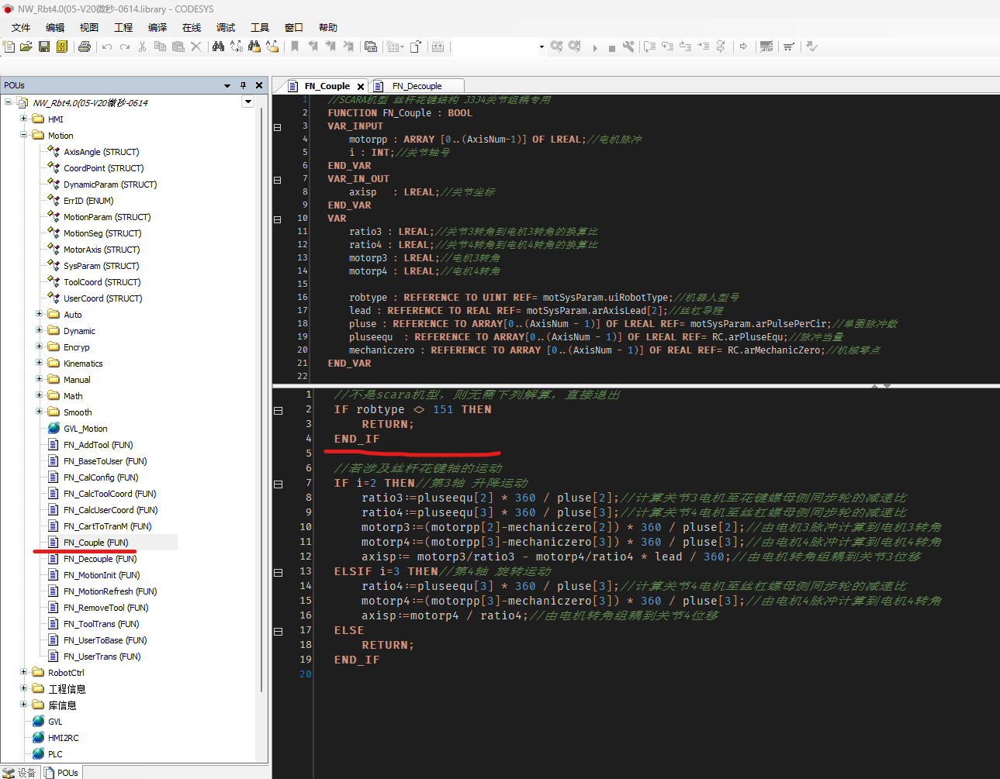 NW_Rbt4.0(05-V20微秒-0614.library - CODESYS
文件 编辑 视图 工程 编译 在线 调试 工具 窗口 帮助
POUs
NW_Rbt4.0(05-V20微秒-0614
HMI
Motion
AxisAngle (STRUCT)
CoordPoint (STRUCT)
DynamicParam (STRUCT)
ErrID (ENUM)
MotionParam (STRUCT)
MotionSeg (STRUCT)
MotorAxis (STRUCT)
SysParam (STRUCT)
ToolCoord (STRUCT)
UserCoord (STRUCT)
Auto
Dynamic
Encryp
Kinematics
Manual
Math
Smooth
GVL_Motion
FN_AddTool (FUN)
FN_BaseToUser (FUN)
FN_CalConfig (FUN)
FN_CalcToolCoord (FUN)
FN_CalcUserCoord (FUN)
FN_CartToTranM (FUN)
FN_Couple (FUN)
FN_Decouple (FUN)
FN_MotionInit (FUN)
FN_MotionRefresh (FUN)
FN_RemoveTool (FUN)
FN_ToolTrans (FUN)
FN_UserToBase (FUN)
FN_UserTrans (FUN)
RobotCtrl
工程信息
库信息
GVL
HMI2RC
PLC
设备 POUs
FN_Couple FN_Decouple
1 //SCARA机型 丝杆花键结构 J3J4关节组耦专用
2 FUNCTION FN_Couple : BOOL
3 VAR_INPUT
4 motorpp : ARRAY [0..(AxisNum-1)] OF LREAL;//电机脉冲
5 i : INT;//关节轴号
6 END_VAR
7 VAR_IN_OUT
8 axisp : LREAL;//关节坐标
9 END_VAR
10 VAR
11 ratio3 : LREAL;//关节3转角到电机3转角的换算比
12 ratio4 : LREAL;//关节4转角到电机4转角的换算比
13 motorp3 : LREAL;//电机3转角
14 motorp4 : LREAL;//电机4转角
15
16 robtype : REFERENCE TO UINT REF= motSysParam.uiRobotType;//机器人型号
17 lead : REFERENCE TO REAL REF= motSysParam.arAxisLead[2];//丝杠导程
18 pluse : REFERENCE TO ARRAY[0..(AxisNum - 1)] OF LREAL REF= motSysParam.arPulsePerCir;//单圈脉冲数
19 pluseequ : REFERENCE TO ARRAY[0..(AxisNum - 1)] OF LREAL REF= RC.arPluseEqu;//脉冲当量
20 mechaniczero : REFERENCE TO ARRAY [0..(AxisNum - 1)] OF REAL REF= RC.arMechanicZero;//机械零点
21 END_VAR
22
1 //不是scara机型，则无需下列解算，直接退出
2 IF robtype <> 151 THEN
3 RETURN;
4 END_IF
5
6 //若涉及丝杆花键轴的运动
7 IF i=2 THEN//第3轴 升降运动
8 ratio3:=pluseequ[2] * 360 / pluse[2];//计算关节3电机至花键螺母侧同步轮的减速比
9 ratio4:=pluseequ[3] * 360 / pluse[3];//计算关节4电机至丝杠螺母侧同步轮的减速比
10 motorp3:=(motorpp[2]-mechaniczero[2]) * 360 / pluse[2];//由电机3脉冲计算到电机3转角
11 motorp4:=(motorpp[3]-mechaniczero[3]) * 360 / pluse[3];//由电机4脉冲计算到电机4转角
12 axisp:= motorp3/ratio3 - motorp4/ratio4 * lead / 360;//由电机转角组耦到关节3位移
13 ELSIF i=3 THEN//第4轴 旋转运动
14 ratio4:=pluseequ[3] * 360 / pluse[3];//计算关节4电机至丝杠螺母侧同步轮的减速比
15 motorp4:=(motorpp[3]-mechaniczero[3]) * 360 / pluse[3];//由电机4脉冲计算到电机4转角
16 axisp:=motorp4 / ratio4;//由电机转角组耦到关节4位移
17 ELSE
18 RETURN;
19 END_IF
20